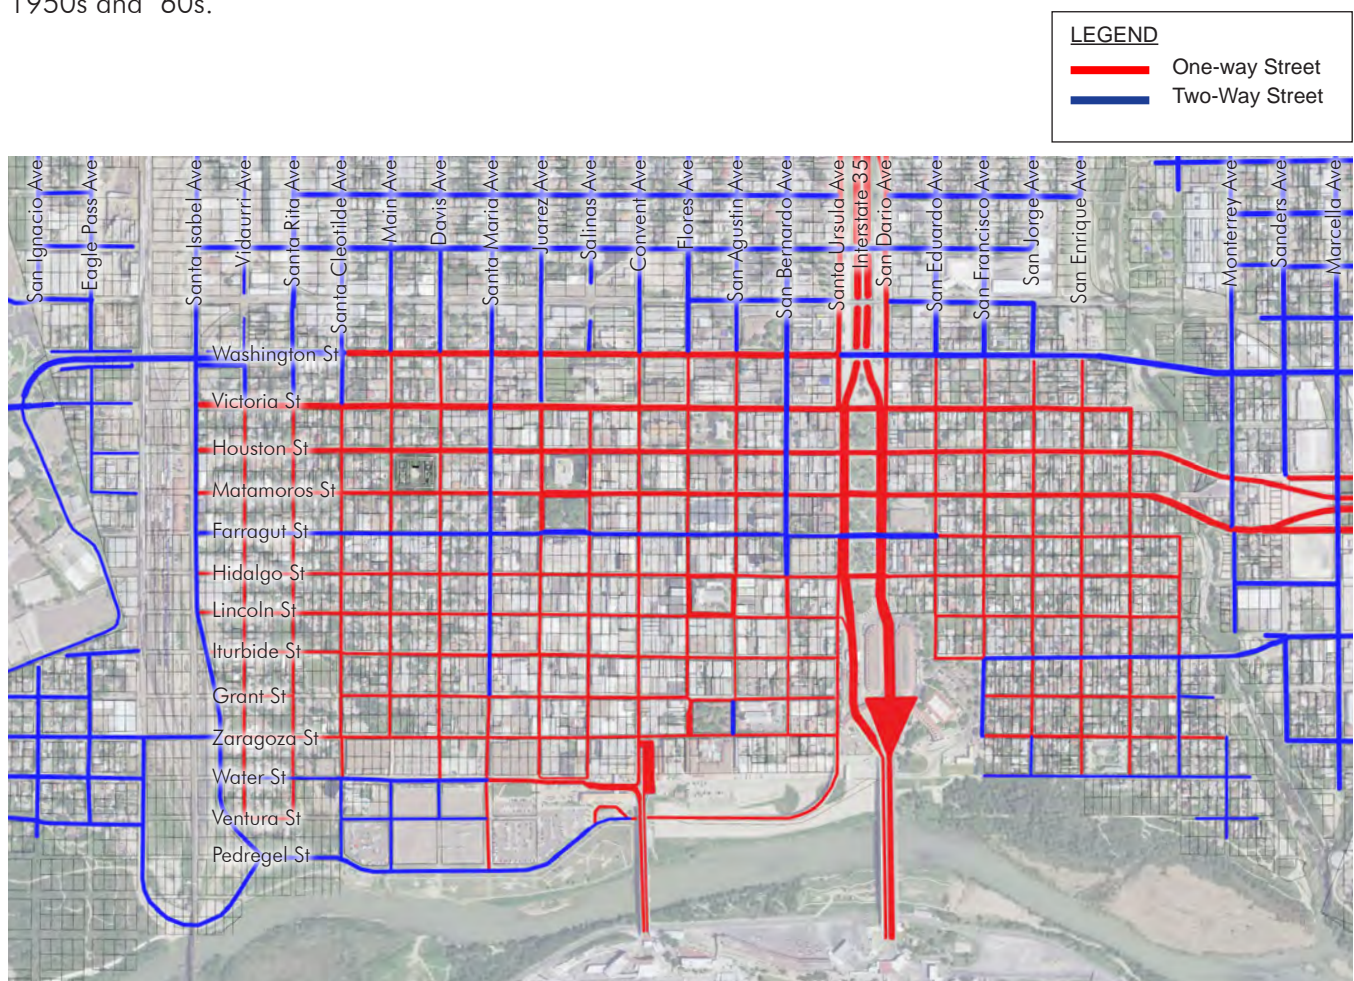 1950s and '60s.
LEGEND
One-way Street
Two-Way Street
San Ignacio Ave
Eagle Pass Ave
Santa Isabel Ave
Vidaurri Ave
Santa Rita Ave
Santa Cleotilde Ave
Main Ave
Davis Ave
Santa Maria Ave
Juarez Ave
Salinas Ave
Convent Ave
Flores Ave
San Agustin Ave
San Bernardo Ave
Santa Ursula Ave
Interstate 35
San Dario Ave
San Eduardo Ave
San Francisco Ave
San Jorge Ave
San Enrique Ave
Monterrey Ave
Sanders Ave
Marcella Ave
Washington St
Victoria St
Houston St
Matamoros St
Farragut St
Hidalgo St
Lincoln St
Iturbide St
Grant St
Zaragoza St
Water St
Ventura St
Pedregel St